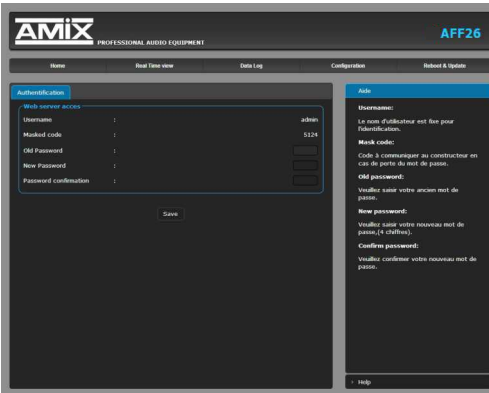 AMIX PROFESSIONAL AUDIO EQUIPMENT
AFF26
Home Real Time view Data Log Configuration Reboot & Update
Authentification
Web server acces
Username : admin
Masked code : 5124
Old Password :
New Password :
Password confirmation :
Save
Aide
Username:
Le nom d'utilisateur est fixe pour
l'identification.
Mask code:
Code à communiquer au constructeur en
cas de perte du mot de passe.
Old password:
Veuillez saisir votre ancien mot de
passe.
New password:
Veuillez saisir votre nouveau mot de
passe,(4 chiffres).
Confirm password:
Veuillez confirmer votre nouveau mot de
passe.
Help